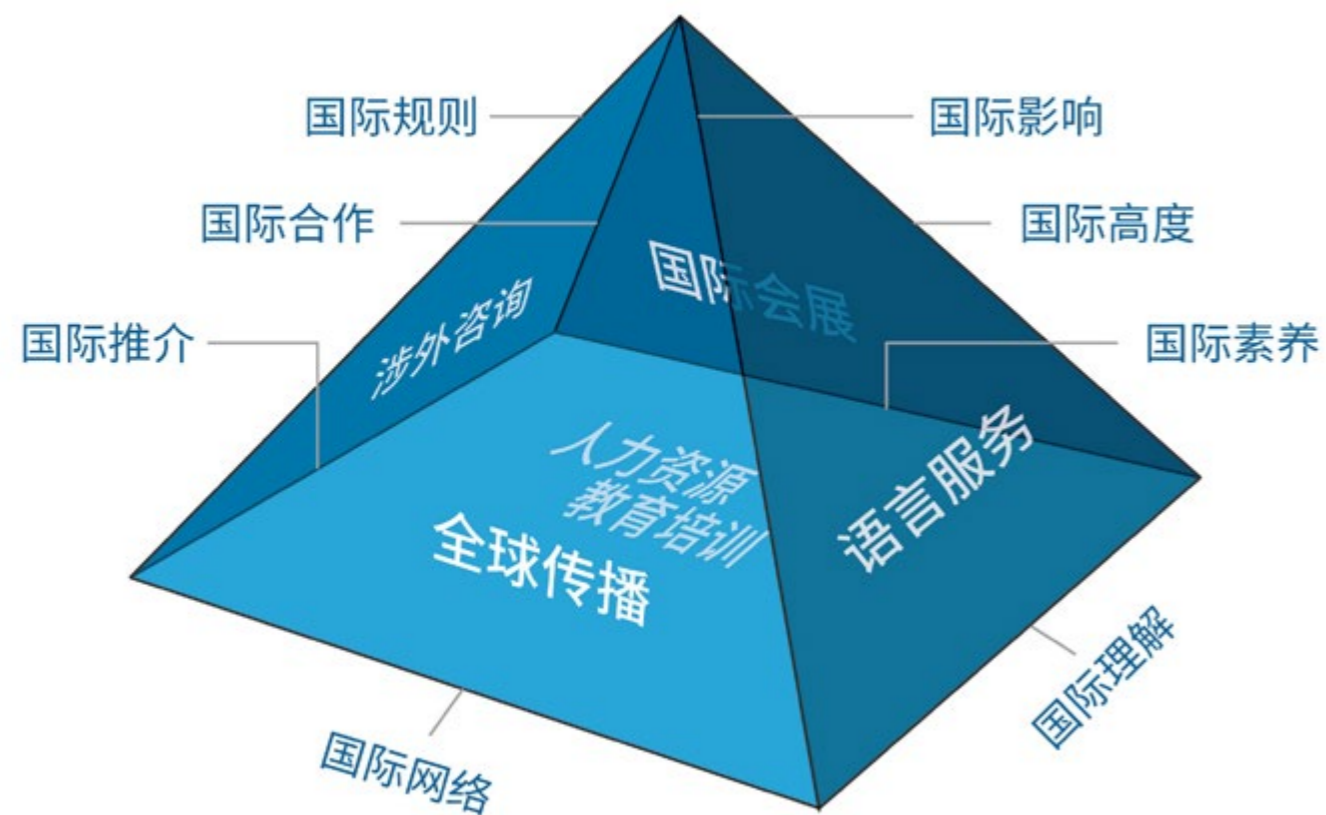 国际规则
国际影响
国际合作
国际高度
国际会展
涉外咨询
国际推介
国际素养
人力资源
教育培训
语言服务
全球传播
国际理解
国际网络